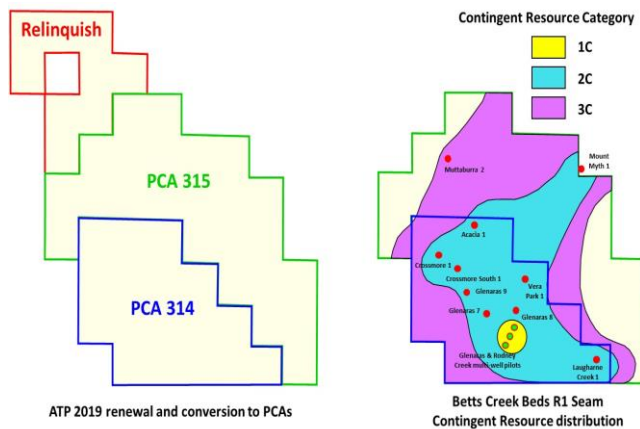 Relinquish
PCA 315
PCA 314
ATP 2019 renewal and conversion to PCAs
Contingent Resource Category
1C
2C
3C
Muttaburra 2
Mount
Myth 1
Acacia 1
Crossmore 1
Crossmore South 1
Glenaras 9
Vera
Park 1
Glenaras 7
Glenaras 8
Glenaras & Rodney
Creek multi-well pilots
Laugharne
Creek 1
Betts Creek Beds R1 Seam
Contingent Resource distribution